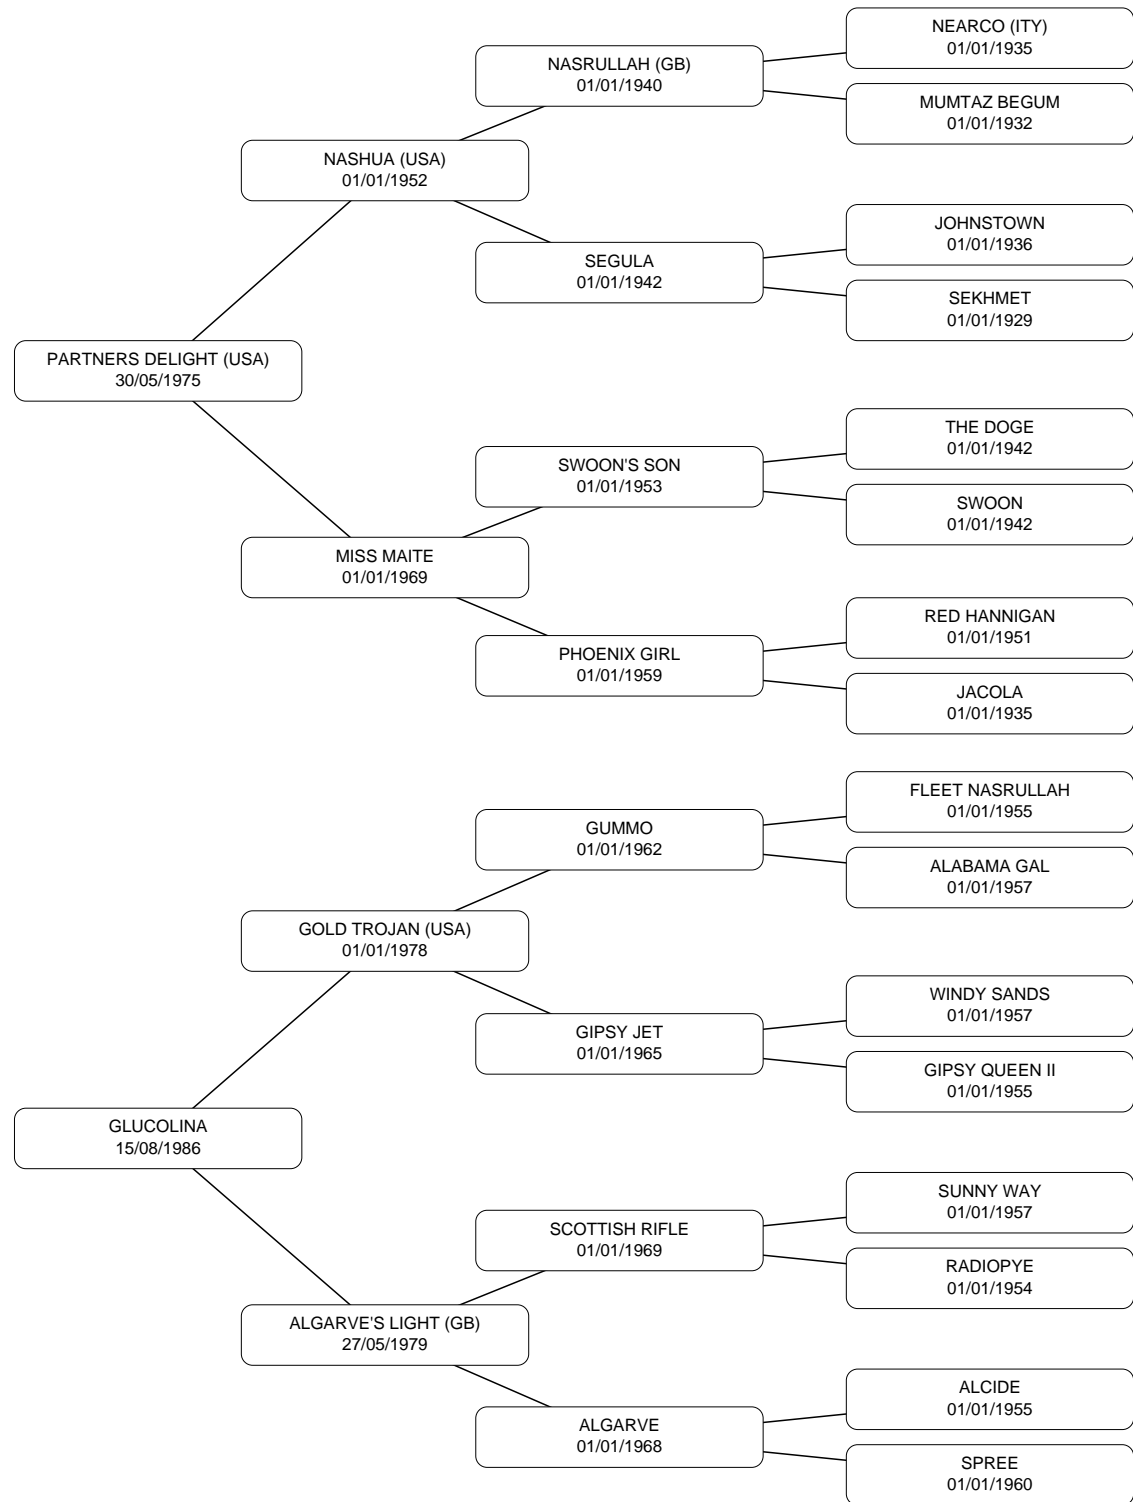 NEARCO (ITY)
01/01/1935
NASRULLAH (GB)
01/01/1940
MUMTAZ BEGUM
01/01/1932
NASHUA (USA)
01/01/1952
JOHNSTOWN
01/01/1936
SEGULA
01/01/1942
SEKHMET
01/01/1929
PARTNERS DELIGHT (USA)
30/05/1975
THE DOGE
01/01/1942
SWOON'S SON
01/01/1953
SWOON
01/01/1942
MISS MAITE
01/01/1969
RED HANNIGAN
01/01/1951
PHOENIX GIRL
01/01/1959
JACOLA
01/01/1935
FLEET NASRULLAH
01/01/1955
GUMMO
01/01/1962
ALABAMA GAL
01/01/1957
GOLD TROJAN (USA)
01/01/1978
WINDY SANDS
01/01/1957
GIPSY JET
01/01/1965
GIPSY QUEEN II
01/01/1955
GLUCOLINA
15/08/1986
SUNNY WAY
01/01/1957
SCOTTISH RIFLE
01/01/1969
RADIOPYE
01/01/1954
ALGARVE'S LIGHT (GB)
27/05/1979
ALCIDE
01/01/1955
ALGARVE
01/01/1968
SPREE
01/01/1960